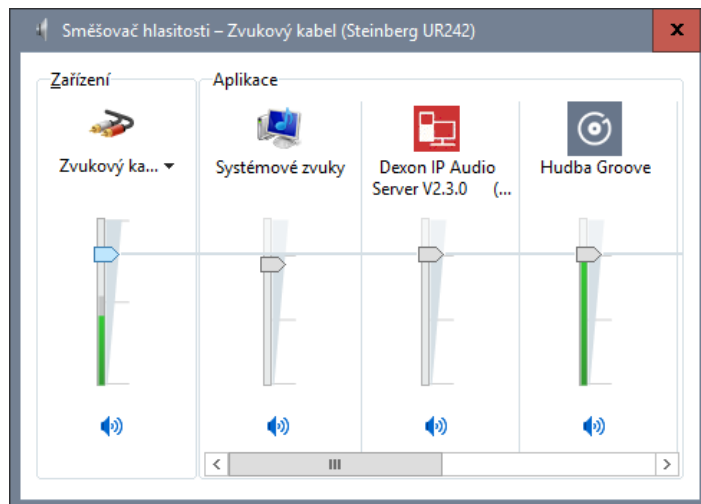 Směšovač hlasitosti – Zvukový kabel (Steinberg UR242)
Zařízení
Aplikace
Zvukový ka...
Systémové zvuky
Dexon IP Audio
Server V2.3.0 (...
Hudba Groove